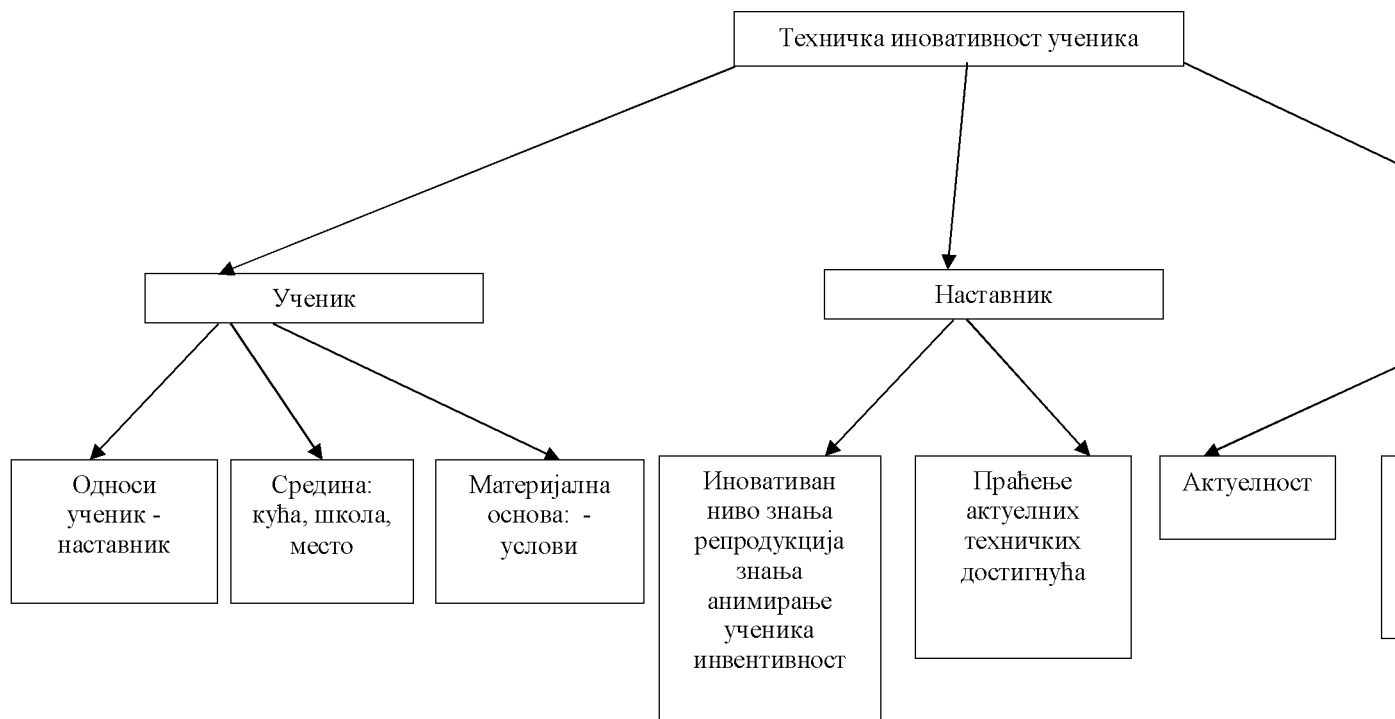 Техничка иновативност ученика
Ученик
Наставник
Односи
ученик -
наставник
Средина:
кућа, школа,
место
Материјална
основа:  -
услови
Иновативан
ниво знања
репродукција
знања
анимирање
ученика
инвентивност
Праћење
актуелних
техничких
достигнућа
Актуелност